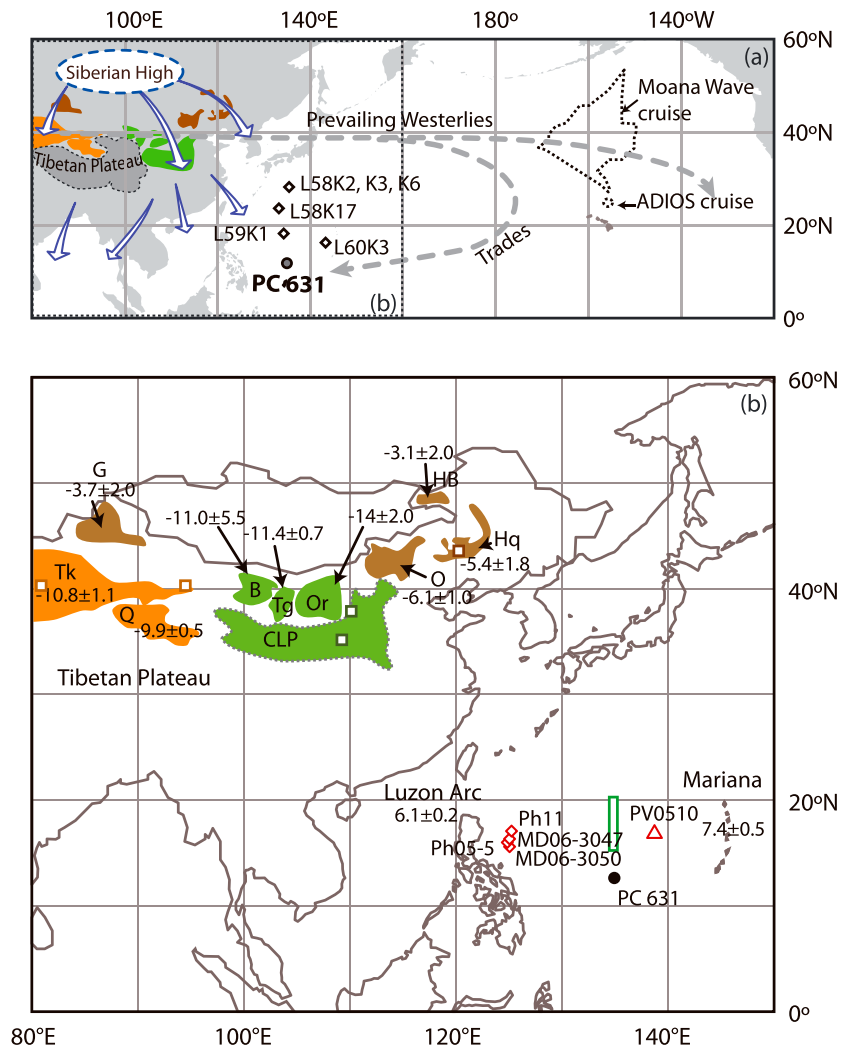 100ºE 140ºE 180º 140ºW
60ºN
(a)
Siberian High
Moana Wave
cruise
Prevailing Westerlies
40ºN
Tibetan Plateau
L58K2, K3, K6
ADIOS cruise
L58K17
20ºN
L59K1
L60K3
Trades
PC 631
(b)
0º
60ºN
(b)
-3.1±2.0
G
HB
-3.7±2.0
-11.0±5.5
-14±2.0
-11.4±0.7
Hq
-5.4±1.8
Tk
O
B
40ºN
-10.8±1.1
-6.1±1.0
Tg
Or
Q
-9.9±0.5
CLP
Tibetan Plateau
Mariana
Luzon Arc
20ºN
6.1±0.2
Ph11
PV0510
7.4±0.5
MD06-3047
Ph05-5
MD06-3050
PC 631
0º
80ºE 100ºE 120ºE 140ºE